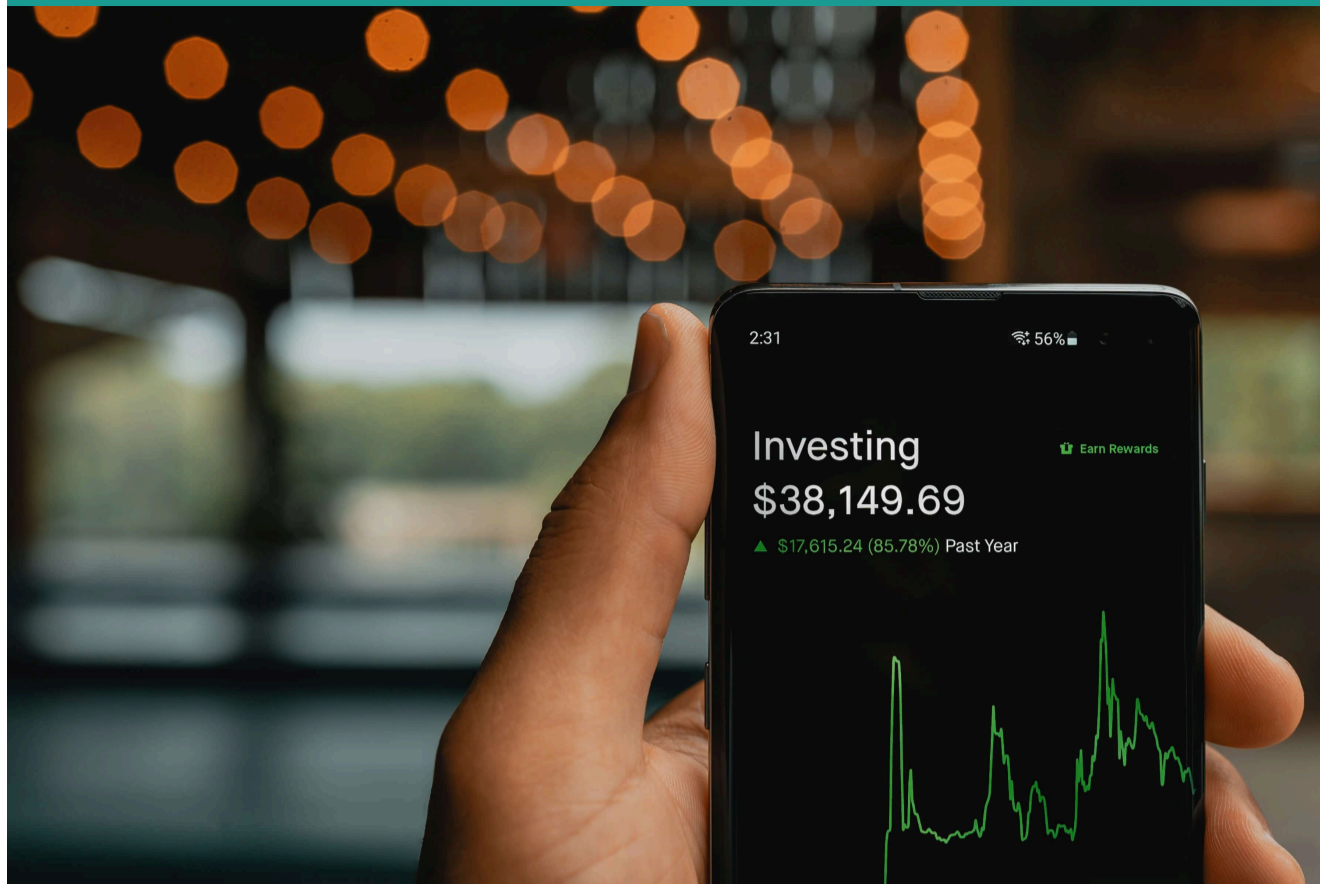 2:31 56%
Investing
Earn Rewards
$38,149.69
▲ $17,615.24 (85.78%) Past Year